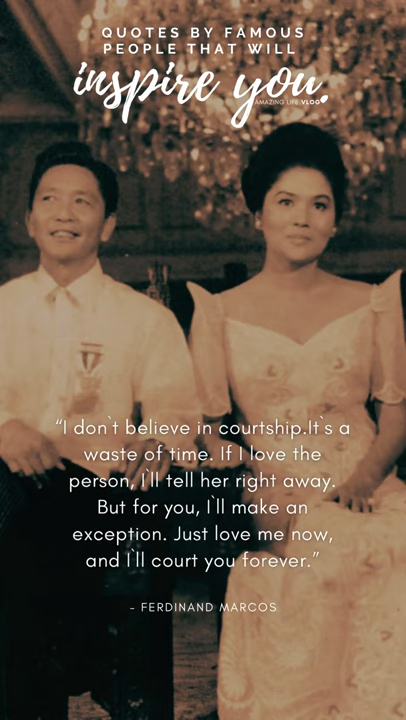 QUOTES BY FAMOUS
PEOPLE THAT WILL
inspire you.
AMAZING LIFE.VLOG
“I don`t believe in courtship.It`s a
waste of time. If I love the
person, I`ll tell her right away.
But for you, I`ll make an
exception. Just love me now,
and I`ll court you forever.”
- FERDINAND MARCOS